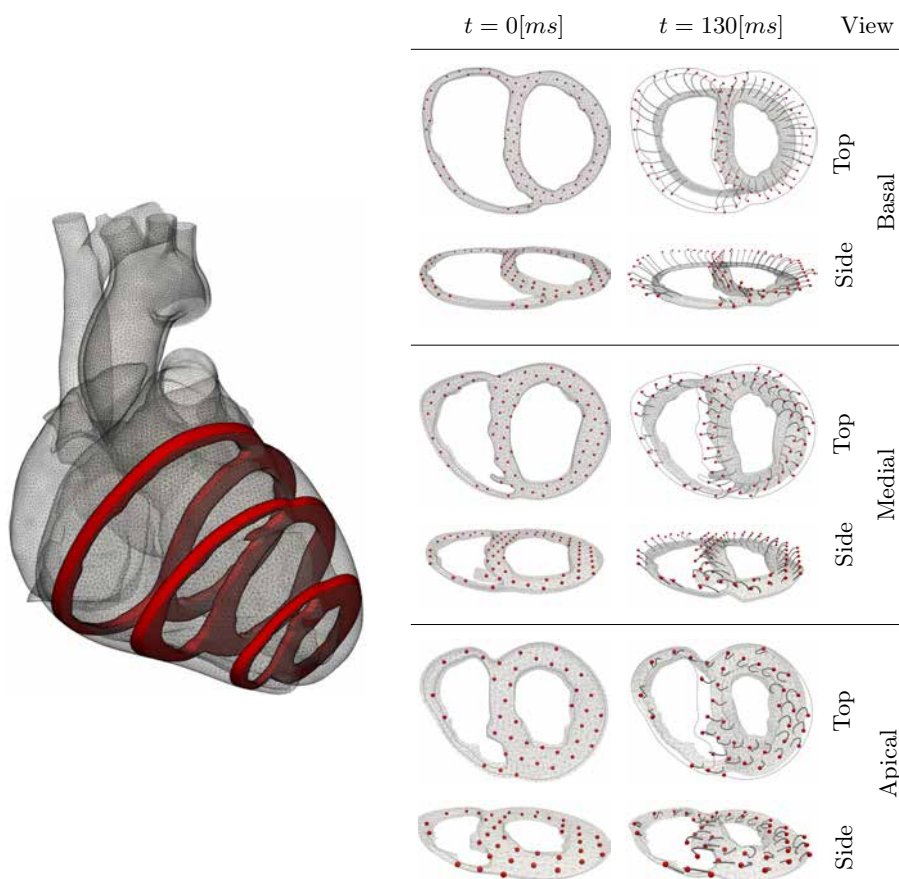 t = 0[ms] t = 130[ms] View
Top
Side
Basal
Top
Side
Medial
Top
Side
Apical